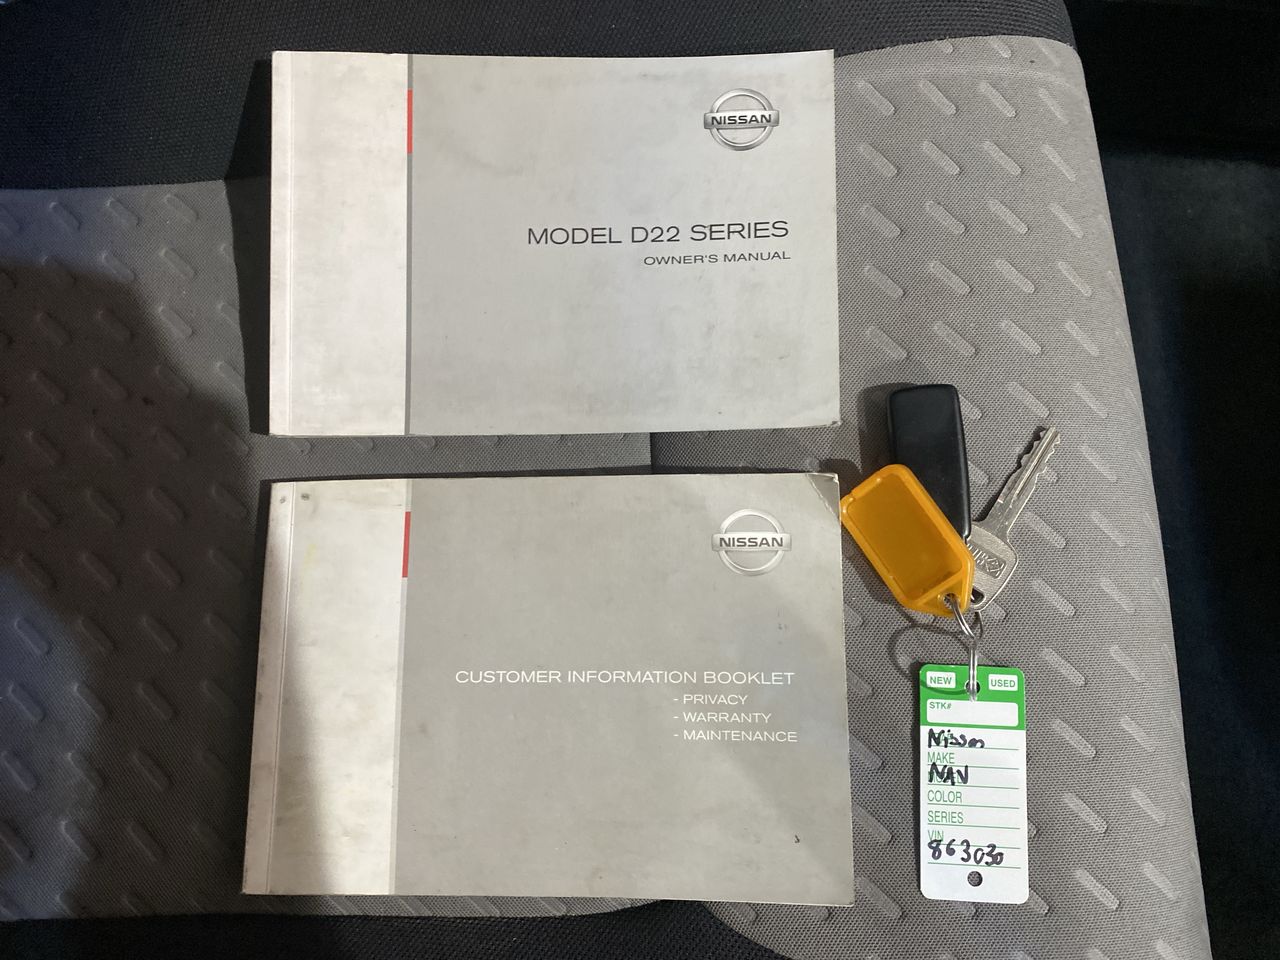 NISSAN
MODEL D22 SERIES
OWNER'S MANUAL
NISSAN
CUSTOMER INFORMATION BOOKLET
- PRIVACY
- WARRANTY
- MAINTENANCE
NEW USED
STK#
Nissan
MAKE
NAV
COLOR
SERIES
VIN
863030